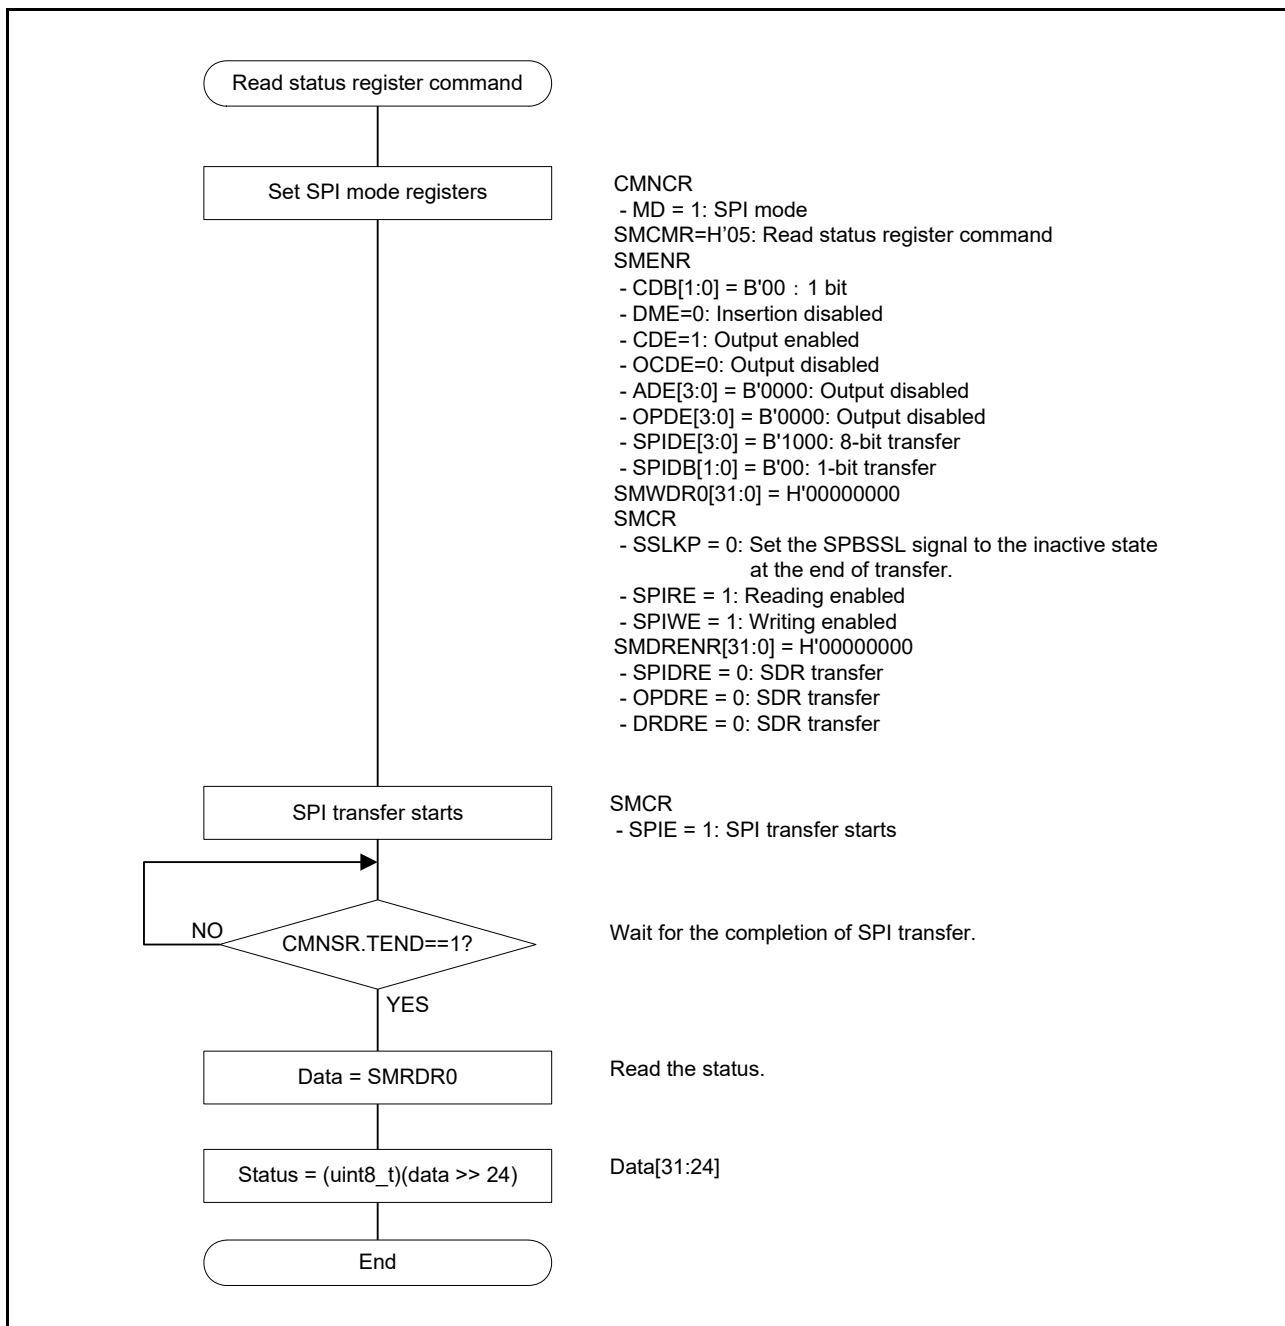 Read status register command
Set SPI mode registers
CMNCR
- MD = 1: SPI mode
SMCMR=H'05: Read status register command
SMENR
- CDB[1:0] = B'00 : 1 bit
- DME=0: Insertion disabled
- CDE=1: Output enabled
- OCDE=0: Output disabled
- ADE[3:0] = B'0000: Output disabled
- OPDE[3:0] = B'0000: Output disabled
- SPIDE[3:0] = B'1000: 8-bit transfer
- SPIDB[1:0] = B'00: 1-bit transfer
SMWDR0[31:0] = H'00000000
SMCR
- SSLKP = 0: Set the SPBSSL signal to the inactive state
at the end of transfer.
- SPIRE = 1: Reading enabled
- SPIWE = 1: Writing enabled
SMDRENR[31:0] = H'00000000
- SPIDRE = 0: SDR transfer
- OPDRE = 0: SDR transfer
- DRDRE = 0: SDR transfer
SPI transfer starts
SMCR
- SPIE = 1: SPI transfer starts
NO
CMNSR.TEND==1?
Wait for the completion of SPI transfer.
YES
Data = SMRDR0
Read the status.
Status = (uint8_t)(data >> 24)
Data[31:24]
End